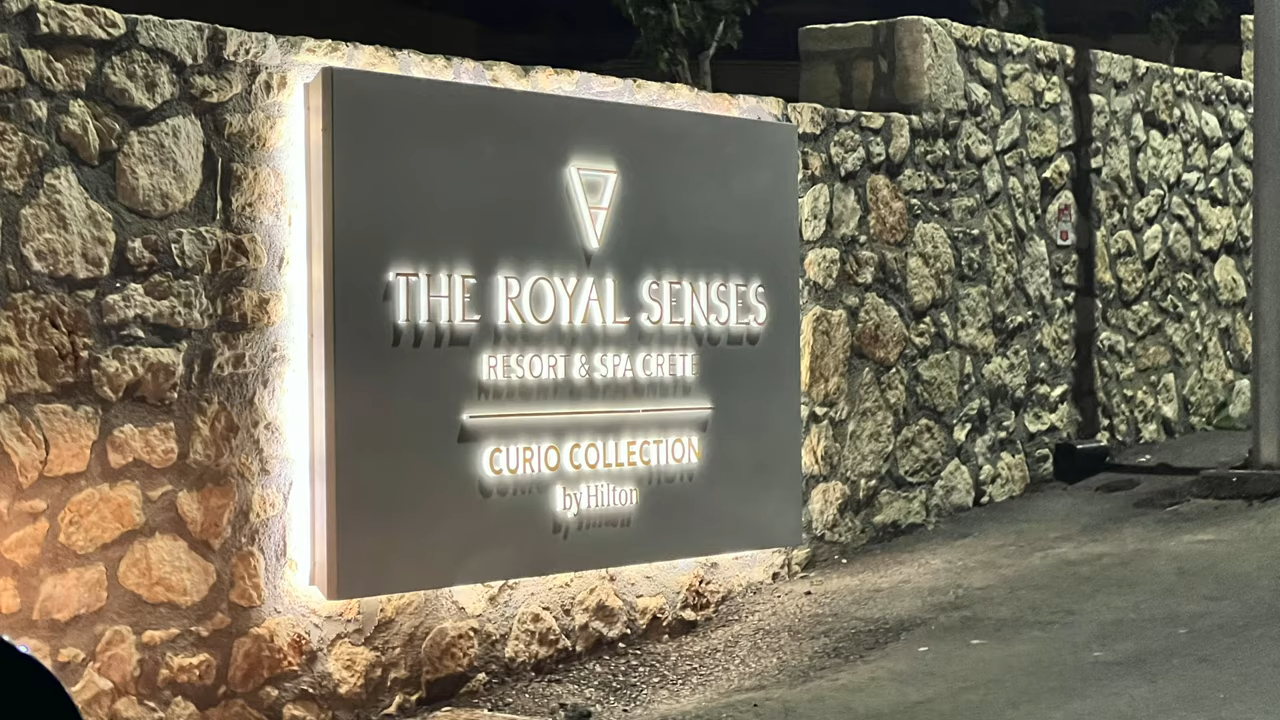 THE ROYAL SENSES
RESORT & SPA CRETE
CURIO COLLECTION
by Hilton